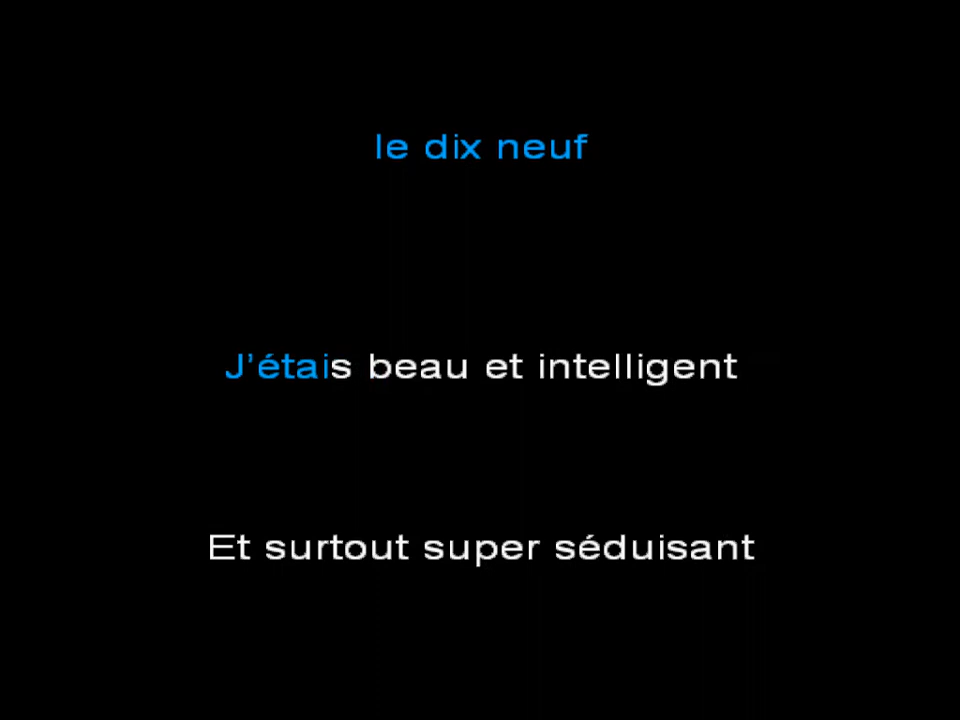 le dix neuf
J'étais beau et intelligent
Et surtout super séduisant